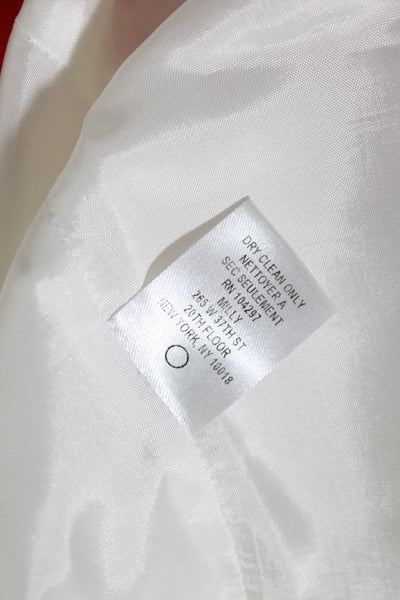 DRY CLEAN ONLY
NETTOYER A
SEC SEULEMENT
RN 104297
MILLY
265 W 37TH ST
20TH FLOOR
NEW YORK, NY 10018